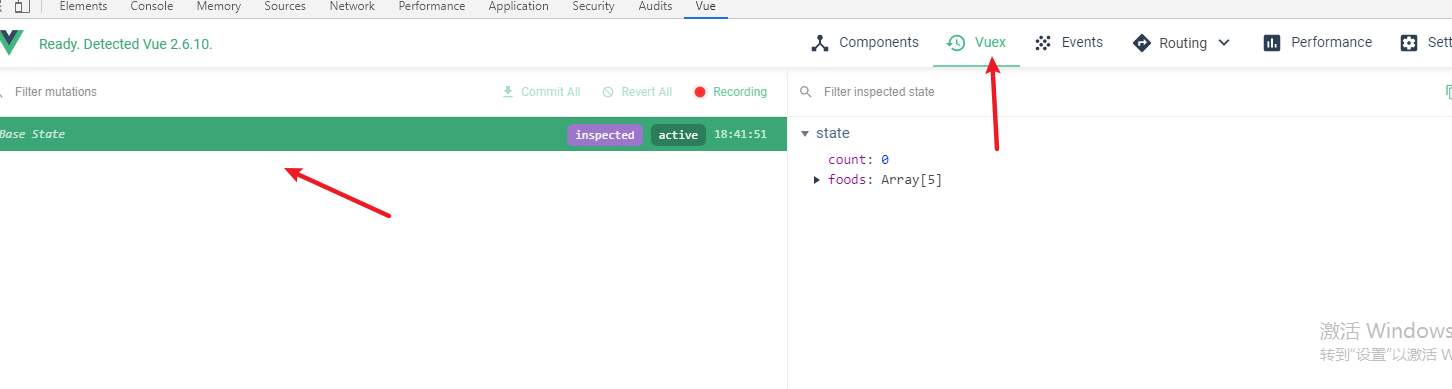 Elements Console Memory Sources Network Performance Application Security Audits Vue
Ready. Detected Vue 2.6.10.
Components Vuex Events Routing Performance
Filter mutations Commit All Revert All Recording
Filter inspected state
Base State inspected active 18:41:51
state
count: 0
foods: Array[5]
激活 Windows
转到“设置”以激活